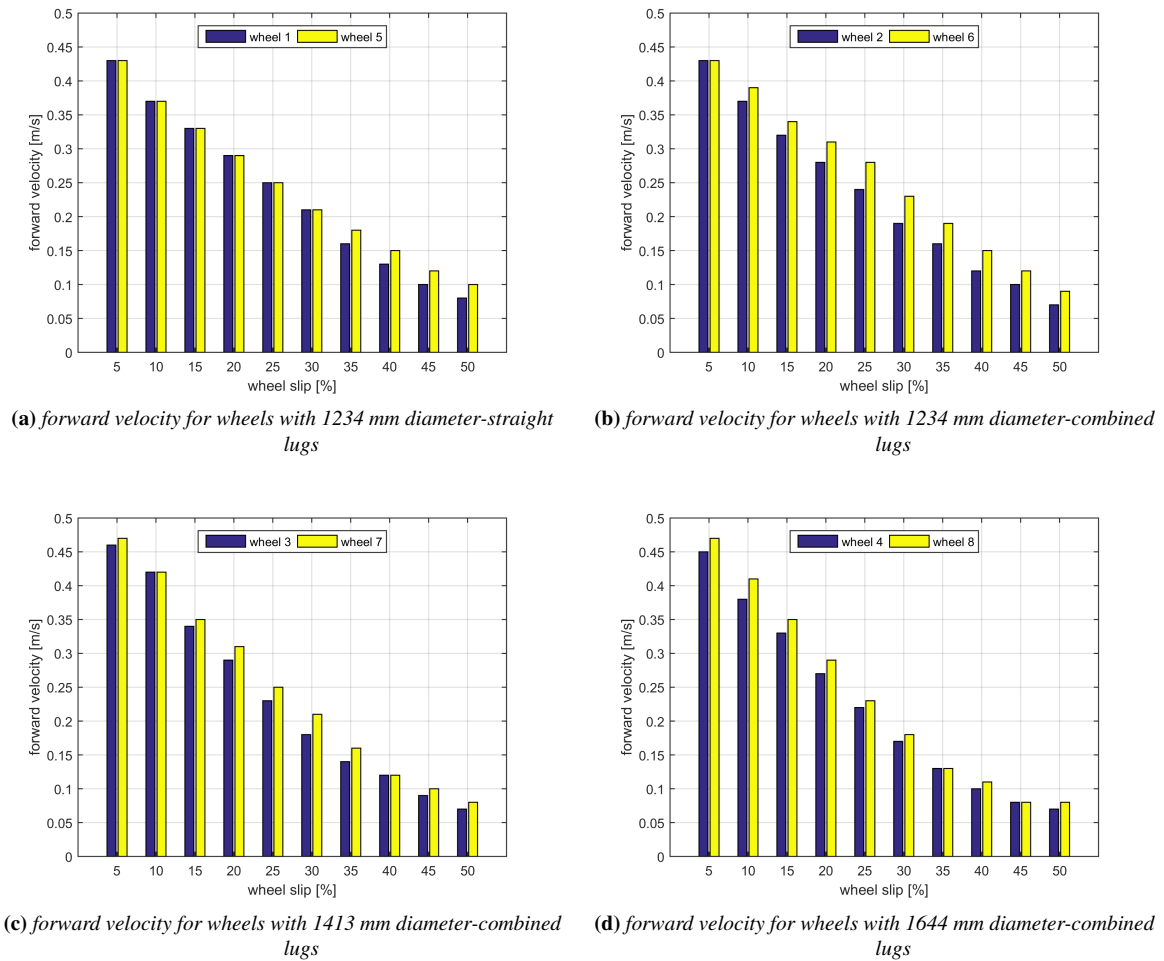 0.5
0.45
0.4
0.35
0.3
0.25
0.2
0.15
0.1
0.05
0
forward velocity [m/s]
wheel 1 wheel 5
5 10 15 20 25 30 35 40 45 50
wheel slip [%]
(a) forward velocity for wheels with 1234 mm diameter-straight
lugs
0.5
0.45
0.4
0.35
0.3
0.25
0.2
0.15
0.1
0.05
0
forward velocity [m/s]
wheel 2 wheel 6
5 10 15 20 25 30 35 40 45 50
wheel slip [%]
(b) forward velocity for wheels with 1234 mm diameter-combined
lugs
0.5
0.45
0.4
0.35
0.3
0.25
0.2
0.15
0.1
0.05
0
forward velocity [m/s]
wheel 3 wheel 7
5 10 15 20 25 30 35 40 45 50
wheel slip [%]
(c) forward velocity for wheels with 1413 mm diameter-combined
lugs
0.5
0.45
0.4
0.35
0.3
0.25
0.2
0.15
0.1
0.05
0
forward velocity [m/s]
wheel 4 wheel 8
5 10 15 20 25 30 35 40 45 50
wheel slip [%]
(d) forward velocity for wheels with 1644 mm diameter-combined
lugs